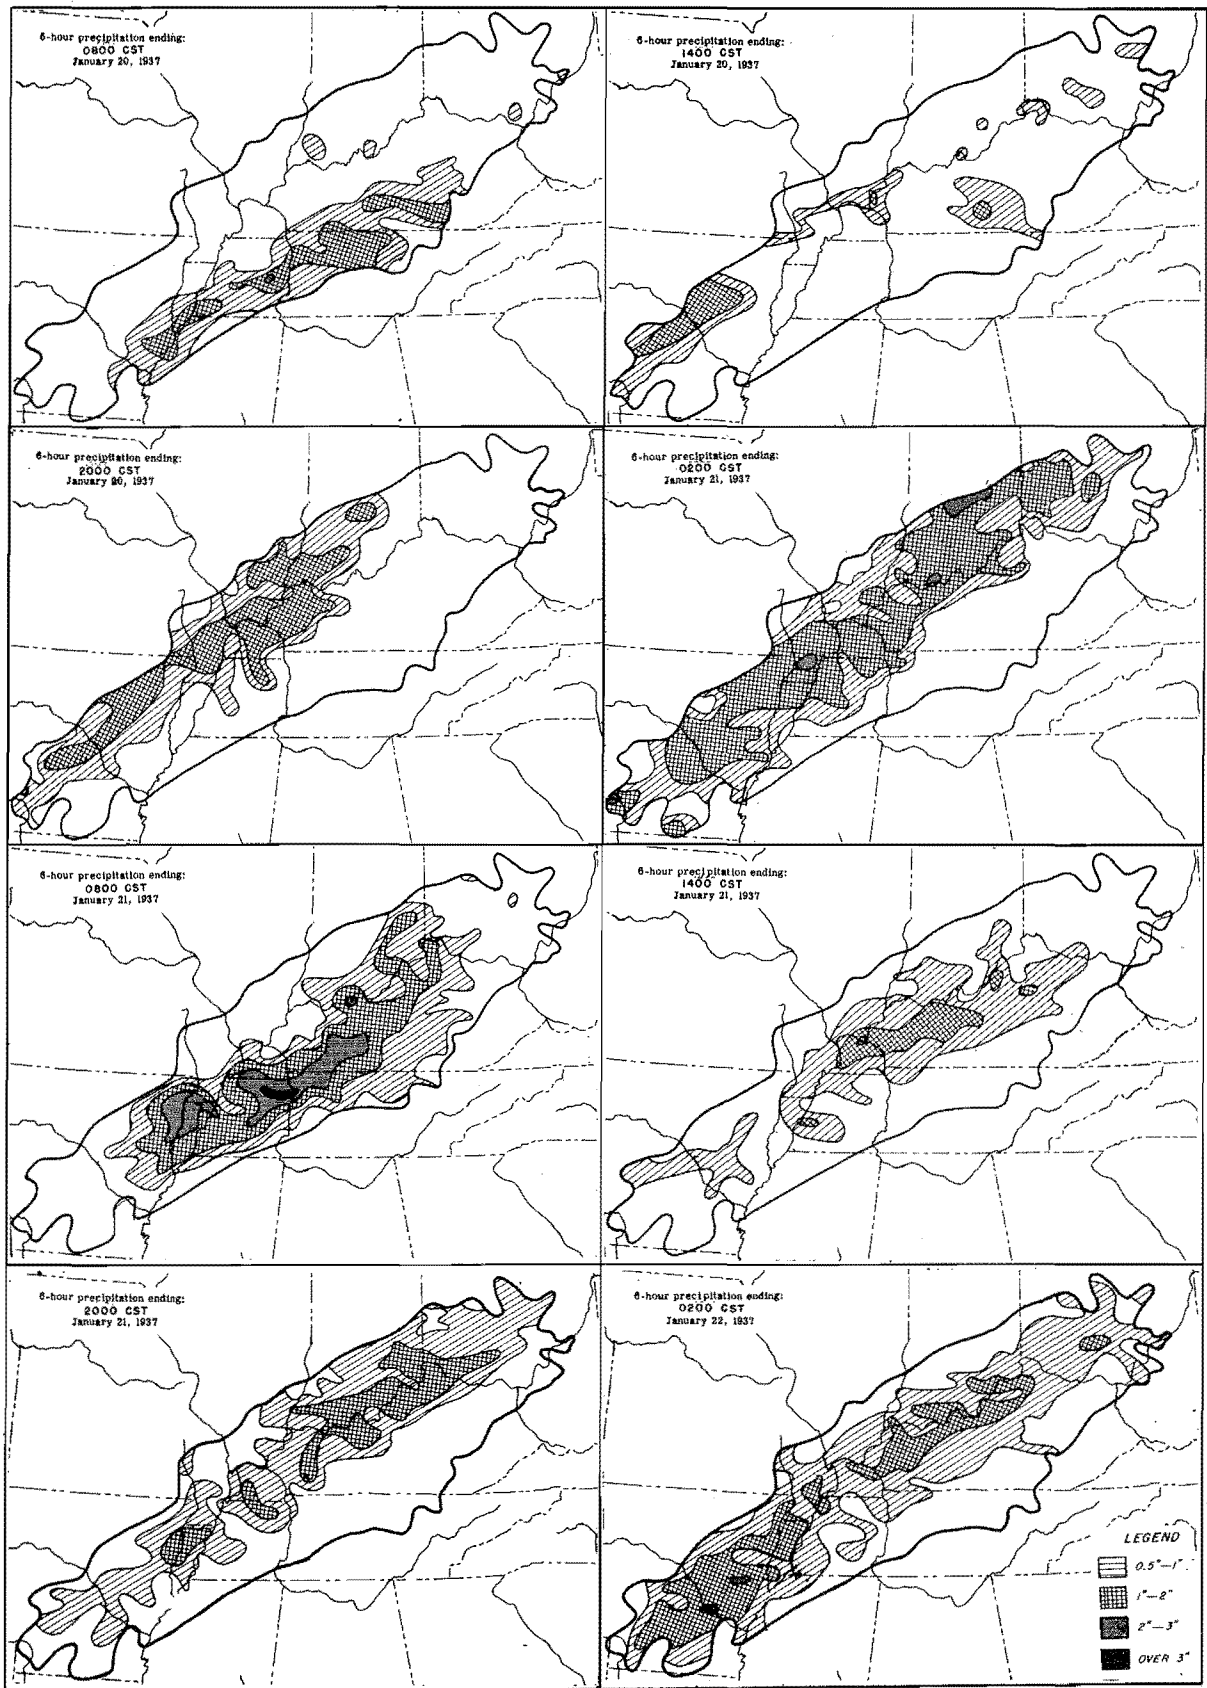 6-hour precipitation ending:
0800 CST
January 20, 1937
6-hour precipitation ending:
1400 CST
January 20, 1937
6-hour precipitation ending:
2000 CST
January 20, 1937
6-hour precipitation ending:
0200 CST
January 21, 1937
6-hour precipitation ending:
0800 CST
January 21, 1937
6-hour precipitation ending:
1400 CST
January 21, 1937
6-hour precipitation ending:
2000 CST
January 21, 1937
6-hour precipitation ending:
0200 CST
January 22, 1937
LEGEND
0.5"—1"
1"—2"
2"—3"
OVER 3"